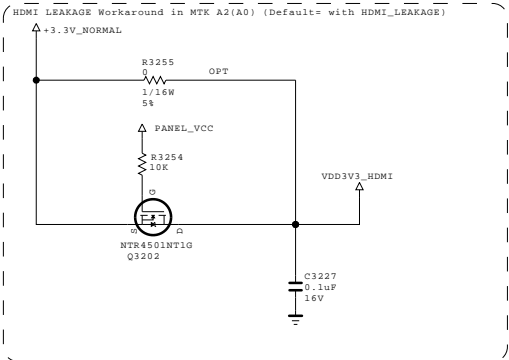 HDMI LEAKAGE Workaround in MTK A2(A0) (Default= with HDMI_LEAKAGE)
+3.3V_NORMAL
R3255
0
OPT
1/16W
5%
PANEL_VCC
R3254
10K
VDD3V3_HDMI
G
S
D
NTR4501NT1G
Q3202
C3227
0.1uF
16V